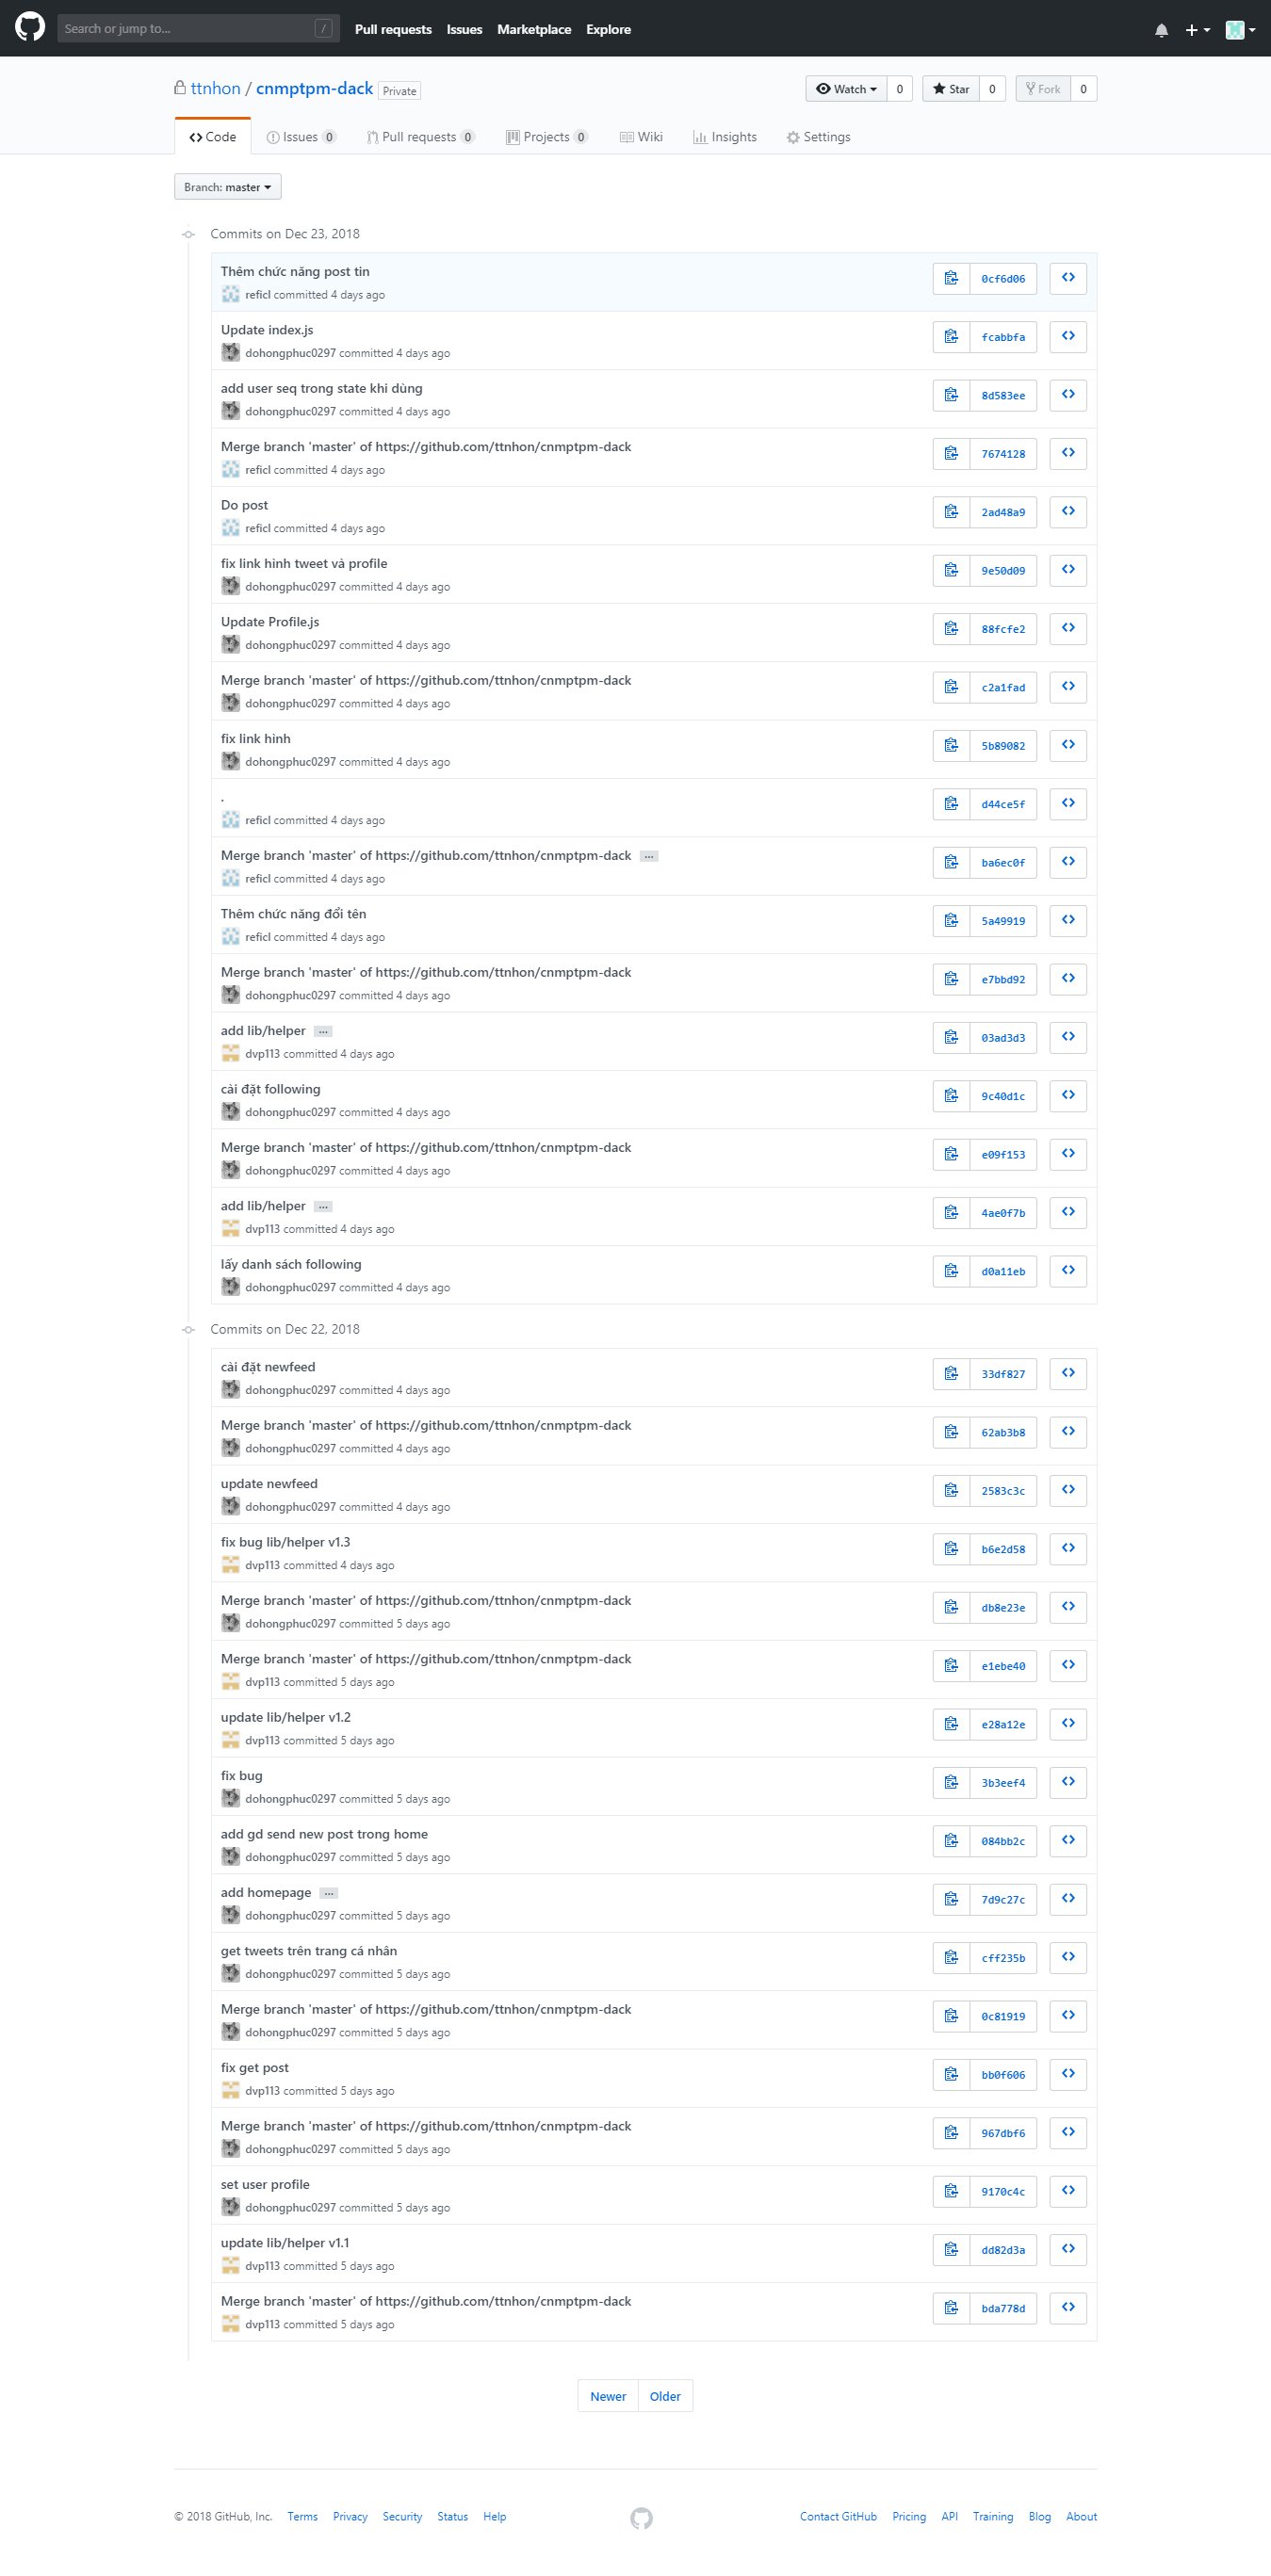 Search or jump to... /
Pull requests Issues Marketplace Explore
ttnhon / cnmptpm-dack Private
Watch 0 Star 0 Fork 0
Code Issues 0 Pull requests 0 Projects 0 Wiki Insights Settings
Branch: master
Commits on Dec 23, 2018
Thêm chức năng post tin
reficl committed 4 days ago
0cf6d06
Update index.js
dohongphuc0297 committed 4 days ago
fcabbfa
add user seq trong state khi dùng
dohongphuc0297 committed 4 days ago
8d583ee
Merge branch 'master' of https://github.com/ttnhon/cnmptpm-dack
reficl committed 4 days ago
7674128
Do post
reficl committed 4 days ago
2ad48a9
fix link hình tweet và profile
dohongphuc0297 committed 4 days ago
9e50d09
Update Profile.js
dohongphuc0297 committed 4 days ago
88fcfe2
Merge branch 'master' of https://github.com/ttnhon/cnmptpm-dack
dohongphuc0297 committed 4 days ago
c2a1fad
fix link hình
dohongphuc0297 committed 4 days ago
5b89082
.
reficl committed 4 days ago
d44ce5f
Merge branch 'master' of https://github.com/ttnhon/cnmptpm-dack ...
reficl committed 4 days ago
ba6ec0f
Thêm chức năng đổi tên
reficl committed 4 days ago
5a49919
Merge branch 'master' of https://github.com/ttnhon/cnmptpm-dack
dohongphuc0297 committed 4 days ago
e7bbd92
add lib/helper ...
dvp113 committed 4 days ago
03ad3d3
cài đặt following
dohongphuc0297 committed 4 days ago
9c40d1c
Merge branch 'master' of https://github.com/ttnhon/cnmptpm-dack
dohongphuc0297 committed 4 days ago
e09f153
add lib/helper ...
dvp113 committed 4 days ago
4ae0f7b
lấy danh sách following
dohongphuc0297 committed 4 days ago
d0a11eb
Commits on Dec 22, 2018
cài đặt newfeed
dohongphuc0297 committed 4 days ago
33df827
Merge branch 'master' of https://github.com/ttnhon/cnmptpm-dack
dohongphuc0297 committed 4 days ago
62ab3b8
update newfeed
dohongphuc0297 committed 4 days ago
2583c3c
fix bug lib/helper v1.3
dvp113 committed 4 days ago
b6e2d58
Merge branch 'master' of https://github.com/ttnhon/cnmptpm-dack
dohongphuc0297 committed 5 days ago
db8e23e
Merge branch 'master' of https://github.com/ttnhon/cnmptpm-dack
dvp113 committed 5 days ago
e1ebe40
update lib/helper v1.2
dvp113 committed 5 days ago
e28a12e
fix bug
dohongphuc0297 committed 5 days ago
3b3eef4
add gd send new post trong home
dohongphuc0297 committed 5 days ago
084bb2c
add homepage ...
dohongphuc0297 committed 5 days ago
7d9c27c
get tweets trên trang cá nhân
dohongphuc0297 committed 5 days ago
cff235b
Merge branch 'master' of https://github.com/ttnhon/cnmptpm-dack
dohongphuc0297 committed 5 days ago
0c81919
fix get post
dvp113 committed 5 days ago
bb0f606
Merge branch 'master' of https://github.com/ttnhon/cnmptpm-dack
dohongphuc0297 committed 5 days ago
967dbf6
set user profile
dohongphuc0297 committed 5 days ago
9170c4c
update lib/helper v1.1
dvp113 committed 5 days ago
dd82d3a
Merge branch 'master' of https://github.com/ttnhon/cnmptpm-dack
dvp113 committed 5 days ago
bda778d
Newer Older
© 2018 GitHub, Inc. Terms Privacy Security Status Help Contact GitHub Pricing API Training Blog About